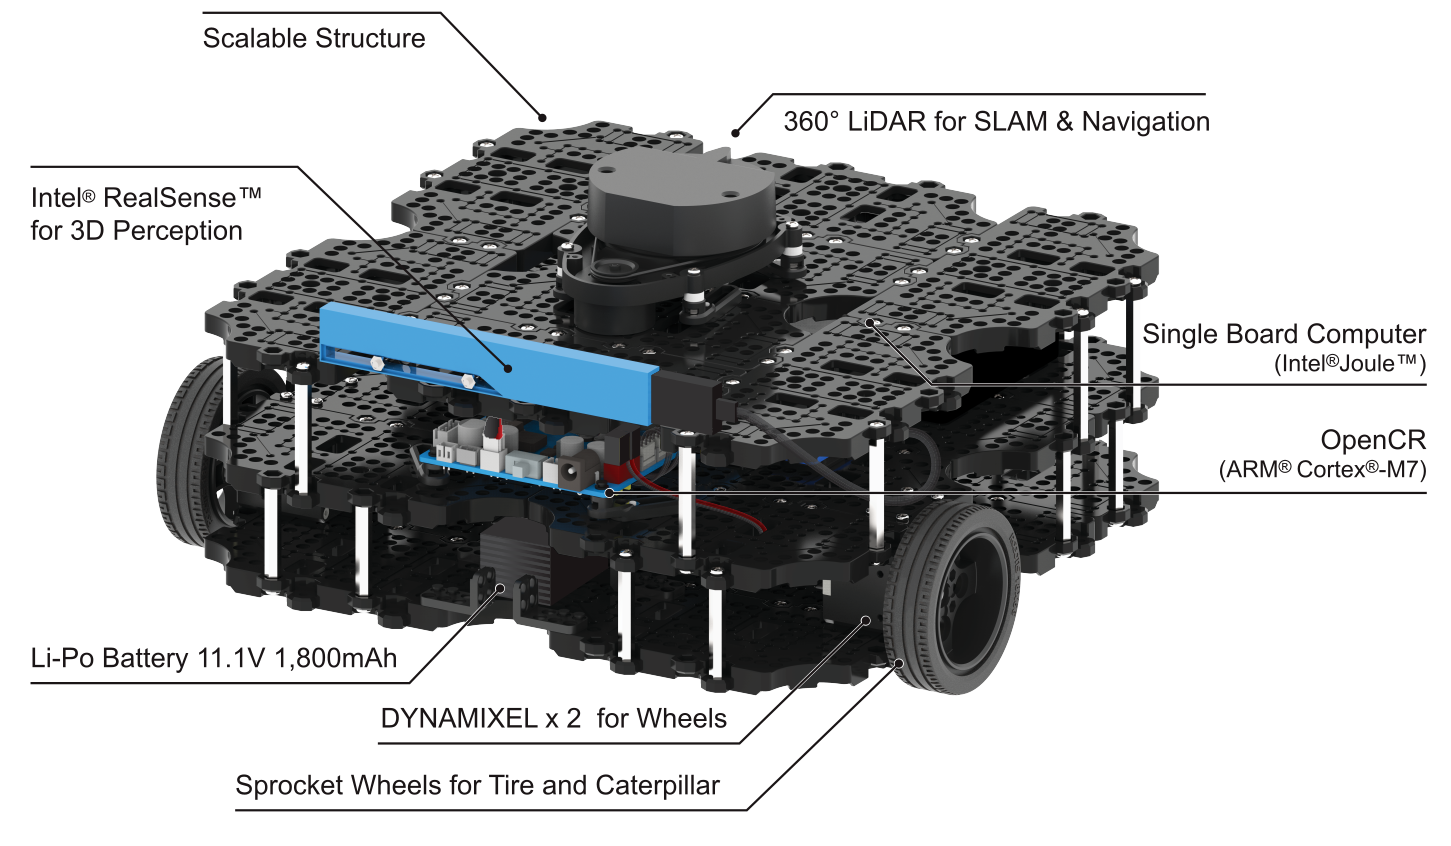 Scalable Structure
360° LiDAR for SLAM & Navigation
Intel® RealSense™
for 3D Perception
Single Board Computer
(Intel®Joule™)
OpenCR
(ARM® Cortex®-M7)
Li-Po Battery 11.1V 1,800mAh
DYNAMIXEL x 2  for Wheels
Sprocket Wheels for Tire and Caterpillar